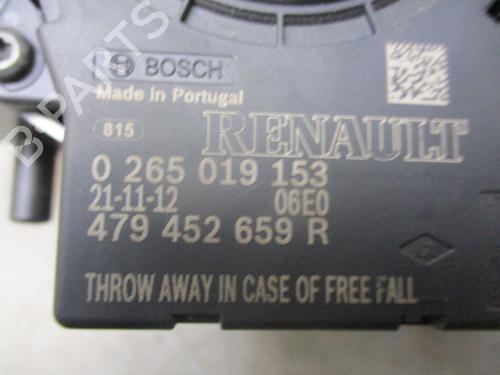 B-PARTS
BOSCH
Made in Portugal
815
RENAULT
0 265 019 153
21-11-12 06E0
479 452 659 R
THROW AWAY IN CASE OF FREE FALL